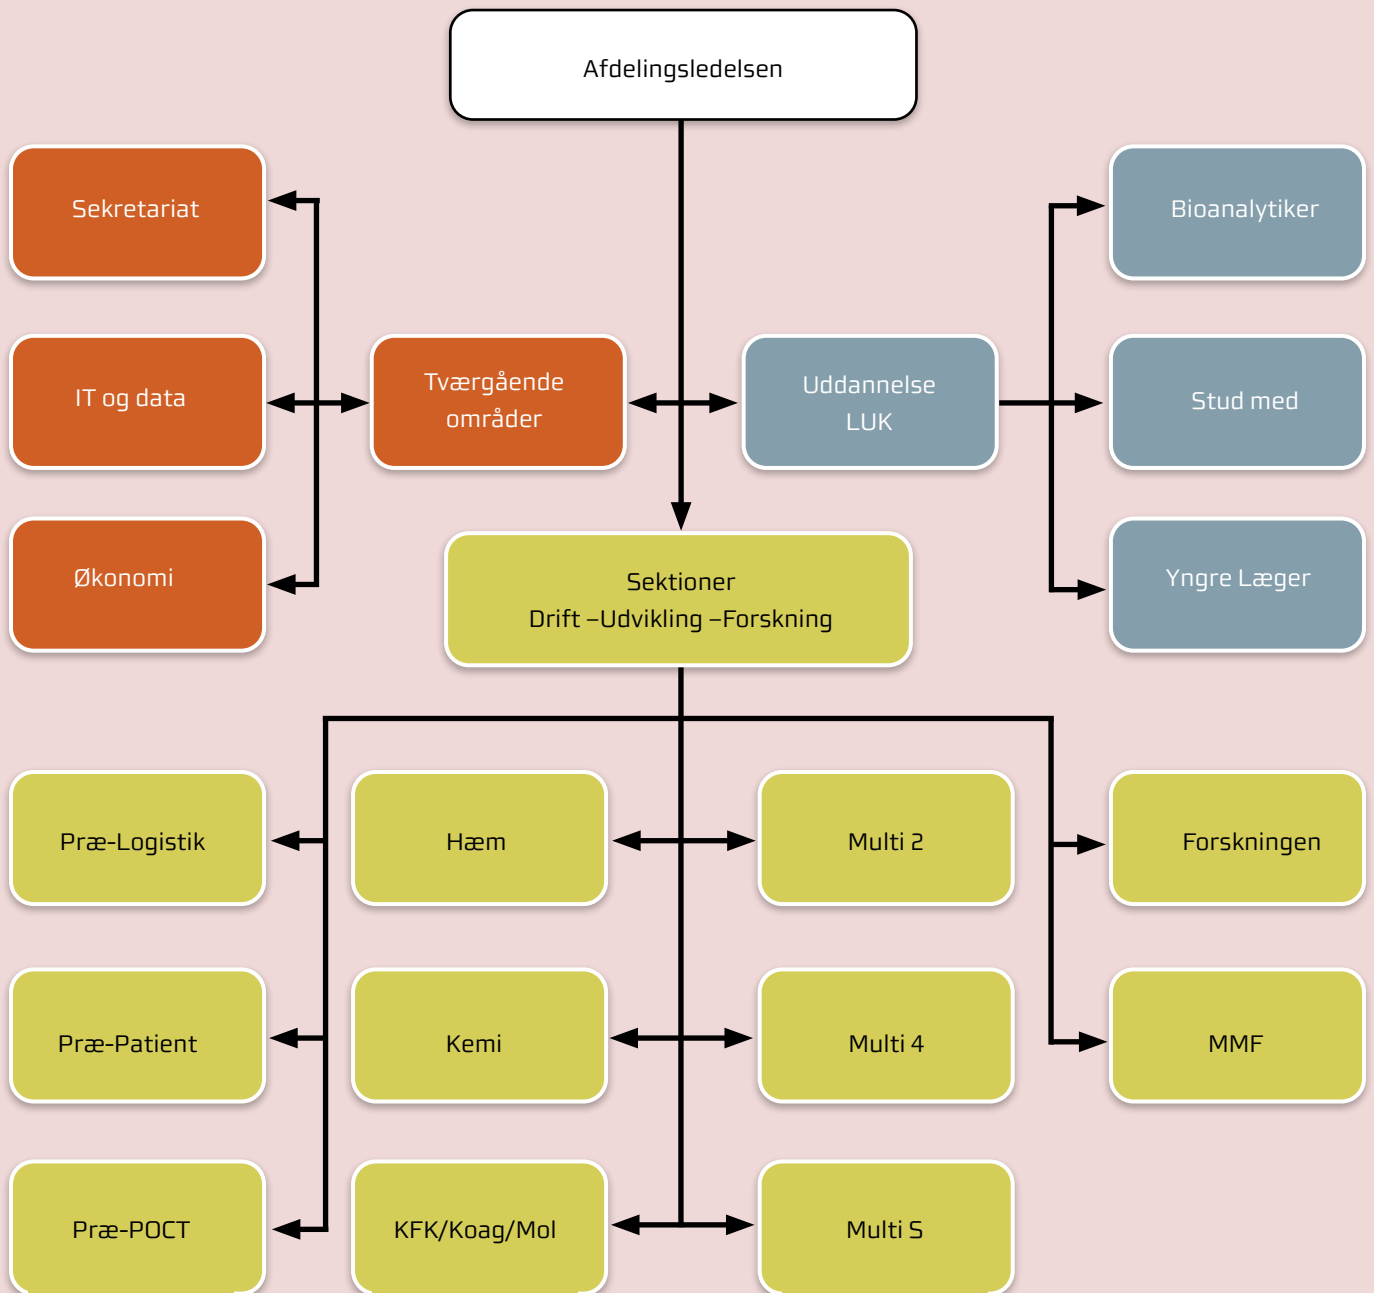 Afdelingsledelsen
Sekretariat
Bioanalytiker
IT og data
Tværgående
områder
Uddannelse
LUK
Stud med
Økonomi
Yngre Læger
Sektioner
Drift –Udvikling –Forskning
Præ-Logistik
Hæm
Multi 2
Forskningen
Præ-Patient
Kemi
Multi 4
MMF
Præ-POCT
KFK/Koag/Mol
Multi S